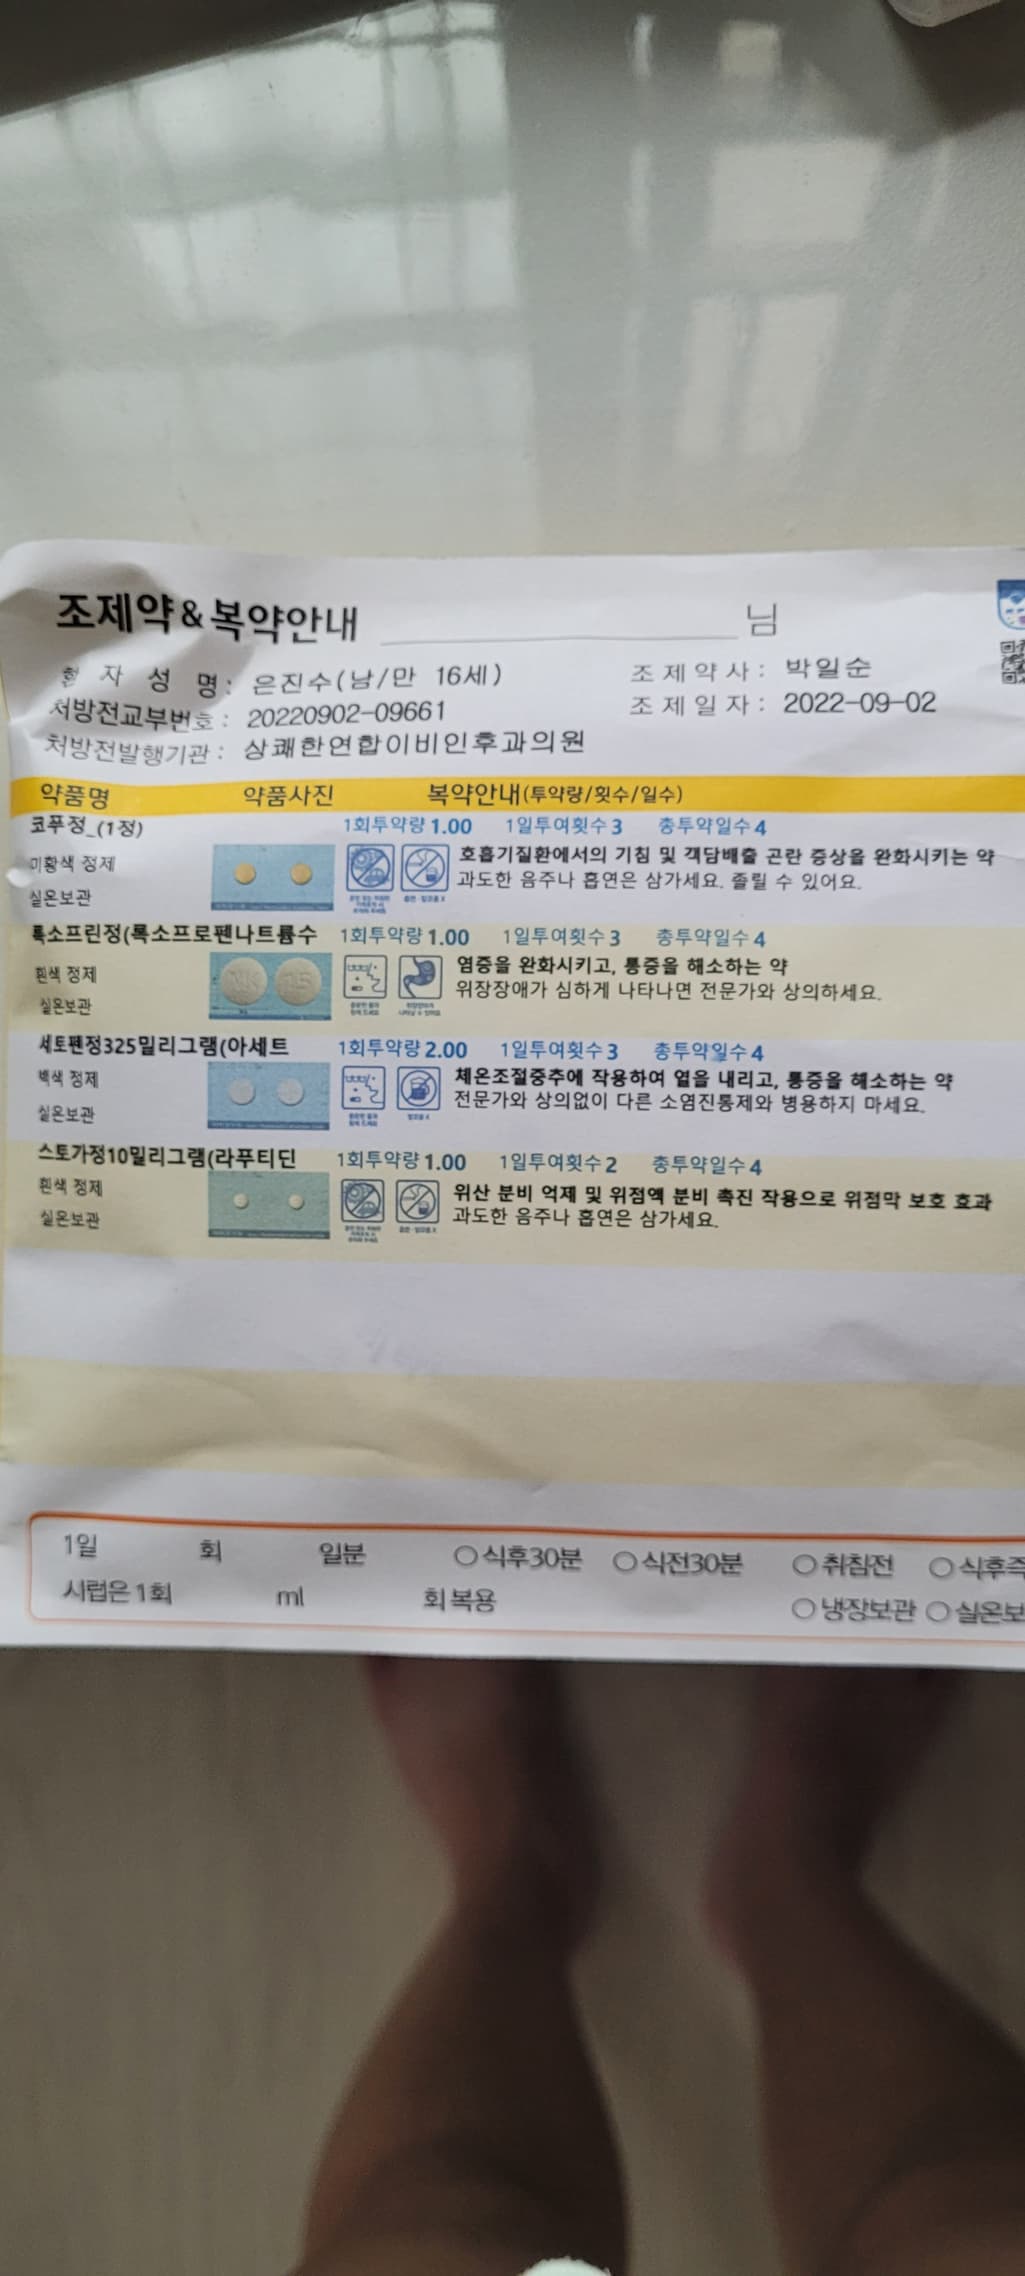 조제약&복약안내 님
환 자 성 명 : 은진수(남/만 16세) 조 제 약 사 : 박일순
처방전교부번호 : 20220902-09661 조 제 일 자 : 2022-09-02
처방전발행기관 : 상쾌한연합이비인후과의원
약품명 약품사진 복약안내(투약량/횟수/일수)
코푸정_(1정) 1회투약량 1.00 1일투여횟수 3 총투약일수 4
미황색 정제 호흡기질환에서의 기침 및 객담배출 곤란 증상을 완화시키는 약
실온보관 과도한 음주나 흡연은 삼가세요. 졸릴 수 있어요.
록소프린정(록소프로펜나트륨수 1회투약량 1.00 1일투여횟수 3 총투약일수 4
흰색 정제 염증을 완화시키고, 통증을 해소하는 약
실온보관 위장장애가 심하게 나타나면 전문가와 상의하세요.
세토펜정325밀리그램(아세트 1회투약량 2.00 1일투여횟수 3 총투약일수 4
백색 정제 체온조절중추에 작용하여 열을 내리고, 통증을 해소하는 약
실온보관 전문가와 상의없이 다른 소염진통제와 병용하지 마세요.
스토가정10밀리그램(라푸티딘 1회투약량 1.00 1일투여횟수 2 총투약일수 4
흰색 정제 위산 분비 억제 및 위점액 분비 촉진 작용으로 위점막 보호 효과
실온보관 과도한 음주나 흡연은 삼가세요.
1일 회 일분 ○식후30분 ○식전30분 ○취침전 ○식후즉
시럽은 1회 ml 회 복용 ○냉장보관 ○실온보